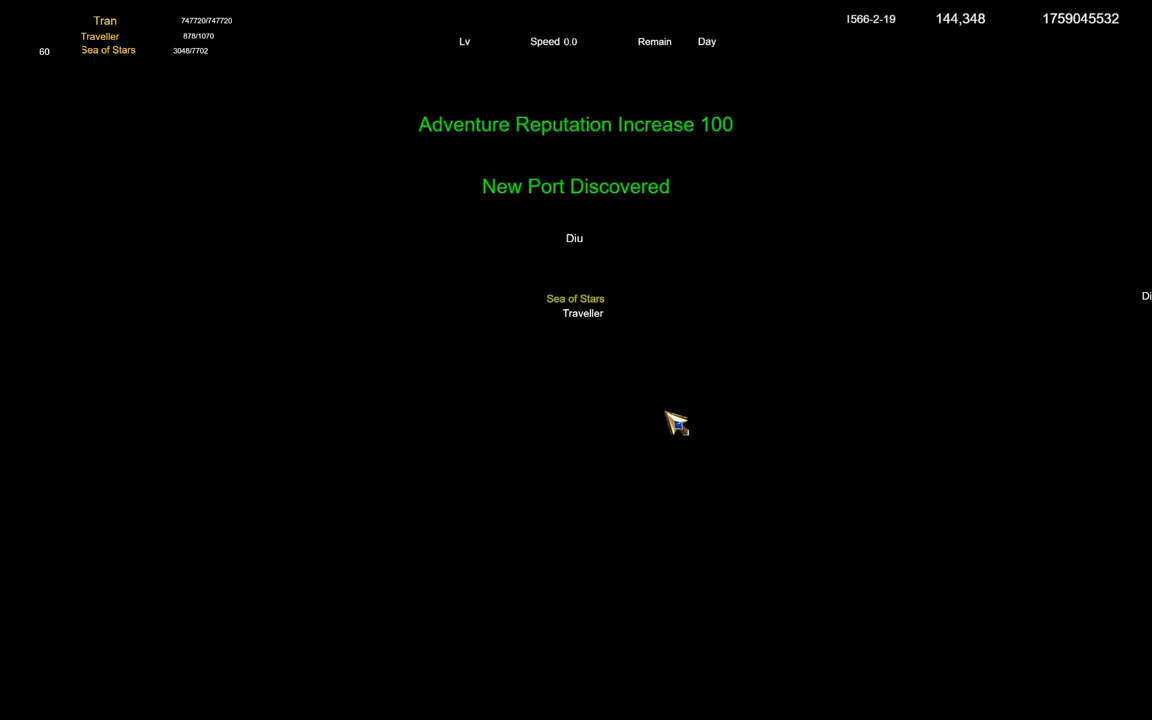 Tran 747720/747720
Traveller 878/1070
60 Sea of Stars 3048/7702
1566-2-19 144,348 1759045532
Lv Speed 0.0 Remain Day
Adventure Reputation Increase 100
New Port Discovered
Diu
Di
Sea of Stars
Traveller